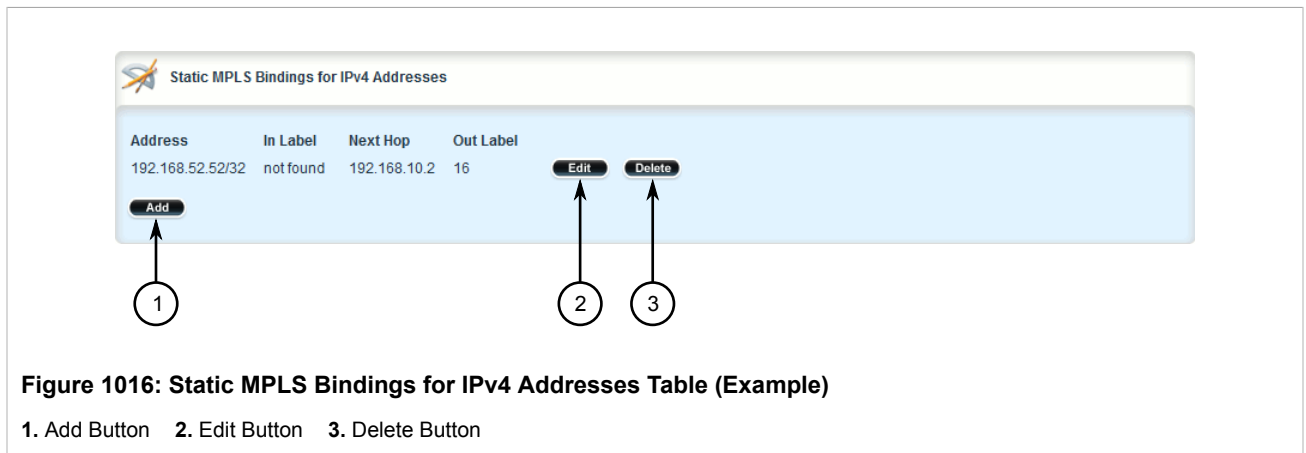 Static MPLS Bindings for IPv4 Addresses
Address In Label Next Hop Out Label
192.168.52.52/32 not found 192.168.10.2 16 Edit Delete
Add
1 2 3
Figure 1016: Static MPLS Bindings for IPv4 Addresses Table (Example)
1. Add Button 2. Edit Button 3. Delete Button